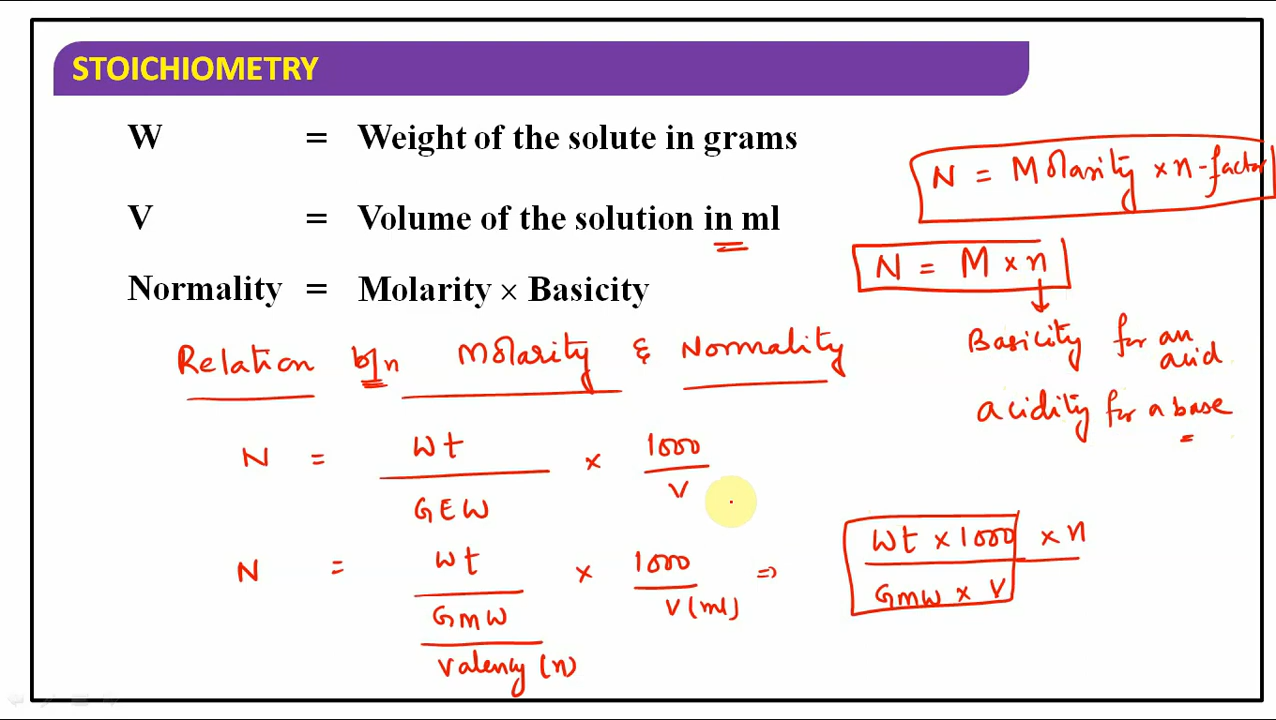 STOICHIOMETRY
W = Weight of the solute in grams
V = Volume of the solution in ml
Normality = Molarity × Basicity
N = Molarity × n-factor
N = M × n
Basicity for an acid
acidity for a base
Relation b/n Molarity & Normality
N = Wt / GEW × 1000 / V
N = Wt / GMW / Valency (n) × 1000 / V(ml) ⇒ Wt × 1000 × n / GMW × V